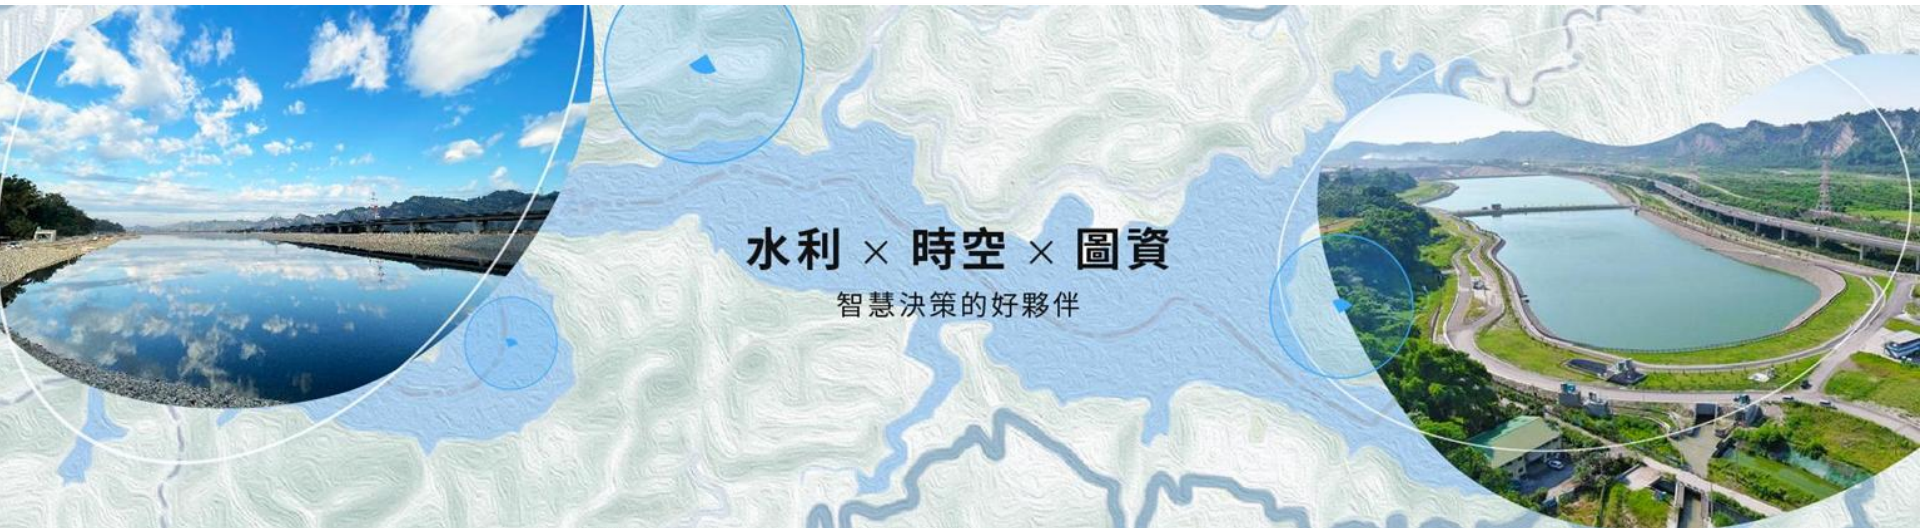 水利 × 時空 × 圖資
智慧決策的好夥伴